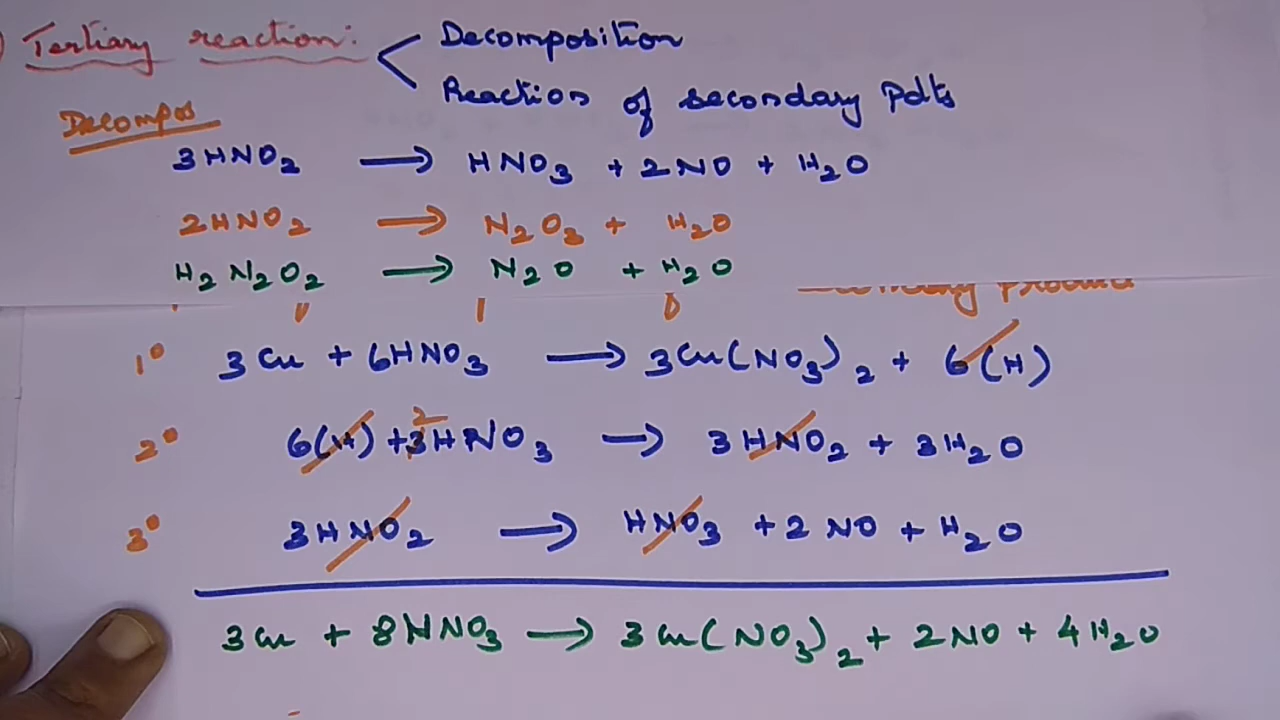 Tertiary reaction:
Decomposition
Reaction of secondary Pdts
Decompos
3HNO₂ → HNO₃ + 2NO + H₂O
2HNO₂ → N₂O₃ + H₂O
H₂N₂O₂ → N₂O + H₂O
1° 3Cu + 6HNO₃ → 3Cu(NO₃)₂ + 6(H)
2
2° 6(H) + 3HNO₃ → 3HNO₂ + 3H₂O
3° 3HNO₂ → HNO₃ + 2NO + H₂O
3Cu + 8HNO₃ → 3Cu(NO₃)₂ + 2NO + 4H₂O